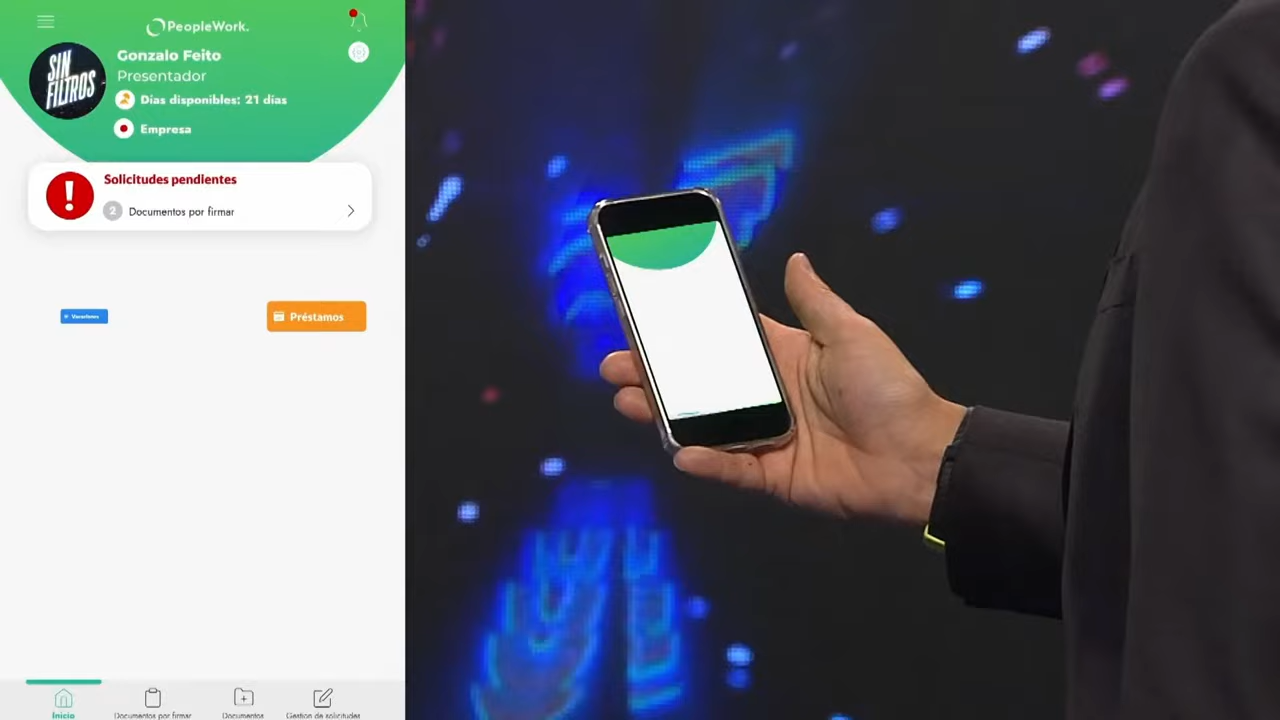 PeopleWork.
SIN
FILTROS
Gonzalo Feito
Presentador
Días disponibles: 21 días
Empresa
Solicitudes pendientes
2 Documentos por firmar
Vacaciones
Préstamos
Inicio
Documentos por firmar
Documentos
Gestion de solicitudes